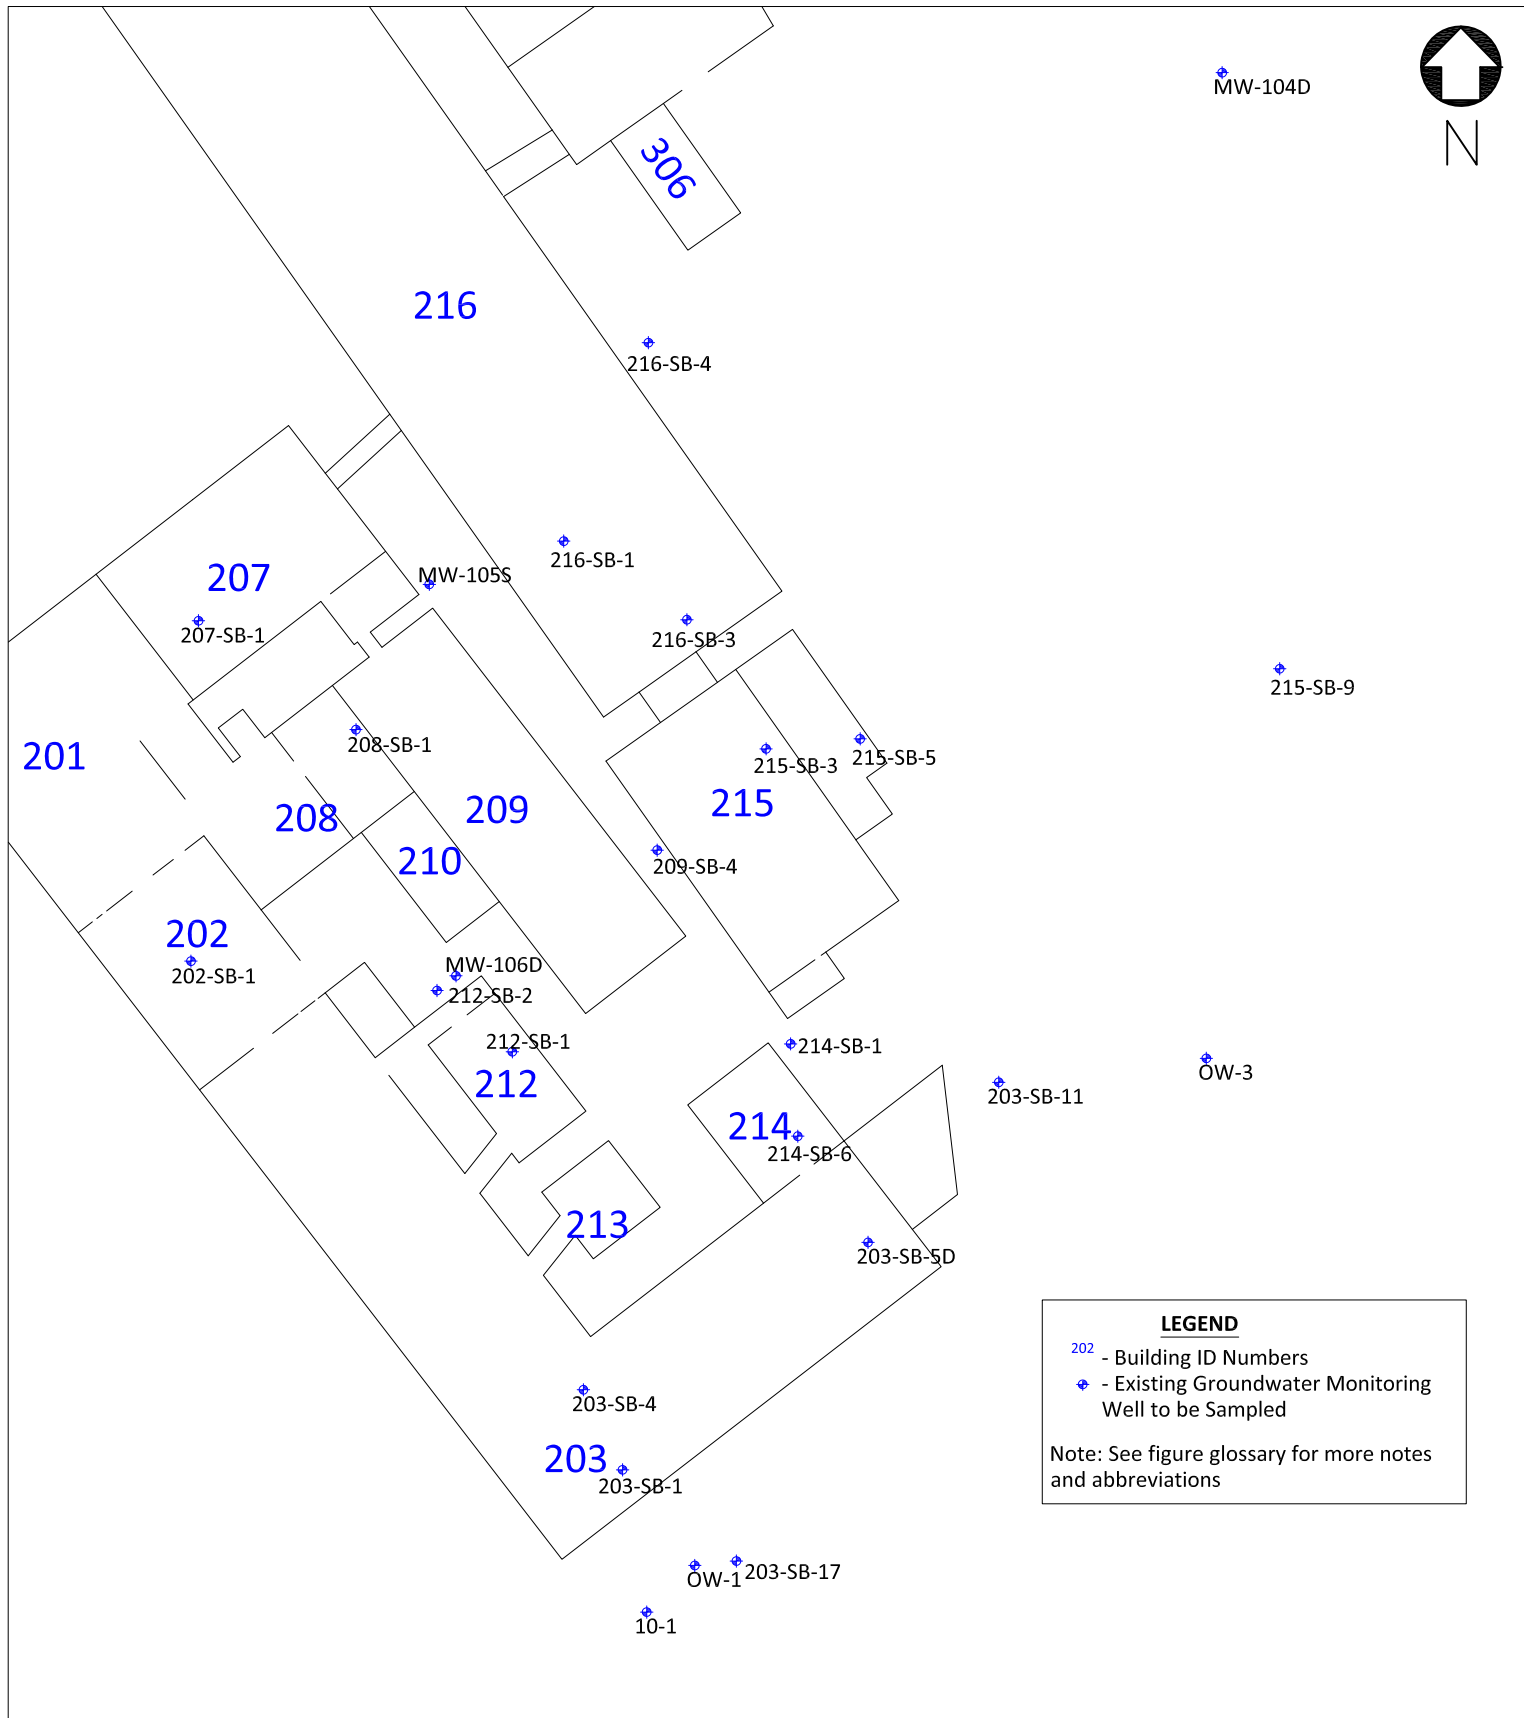 MW-104D
N
306
216
216-SB-4
216-SB-1
MW-105S
207
207-SB-1
216-SB-3
215-SB-9
208-SB-1
215-SB-5
215-SB-3
201
215
209
208
210
209-SB-4
202
202-SB-1
MW-106D
212-SB-2
212-SB-1
214-SB-1
OW-3
212
203-SB-11
214
214-SB-6
213
203-SB-5D
LEGEND
202 - Building ID Numbers
- Existing Groundwater Monitoring
Well to be Sampled
Note: See figure glossary for more notes
and abbreviations
203-SB-4
203
203-SB-1
OW-1
203-SB-17
10-1